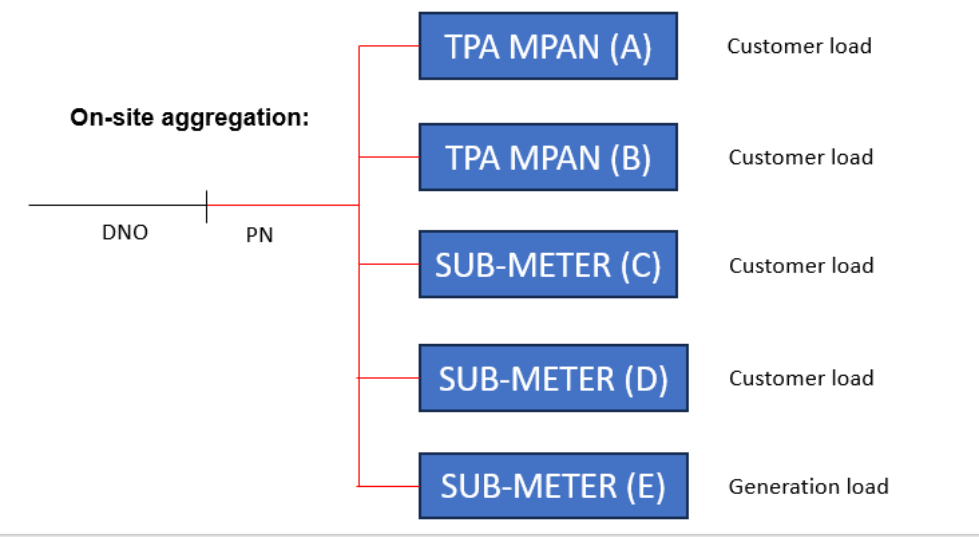 TPA MPAN (A)
Customer load
On-site aggregation:
TPA MPAN (B)
Customer load
DNO
PN
SUB-METER (C)
Customer load
SUB-METER (D)
Customer load
SUB-METER (E)
Generation load